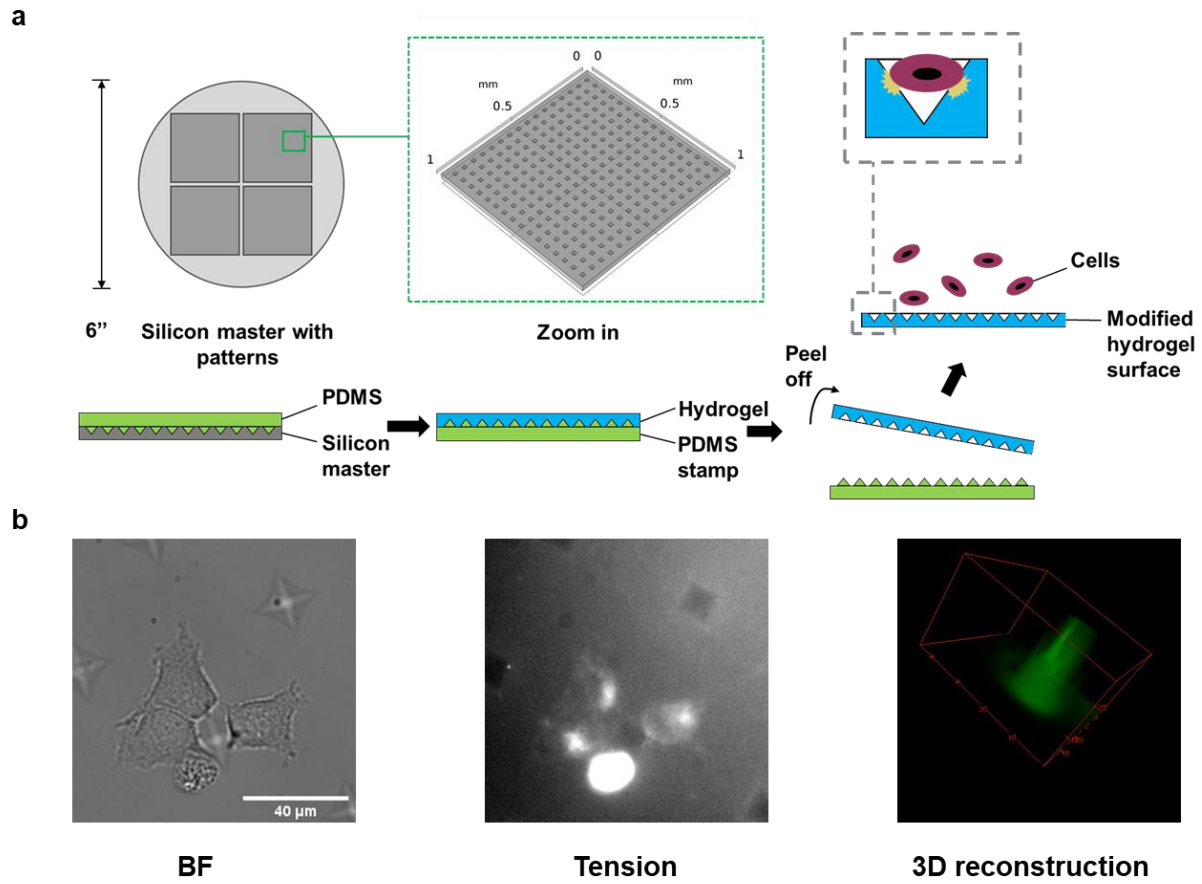 a
0 0
mm
mm
0.5
0.5
1
1
6”
Silicon master with
patterns
Zoom in
Cells
Modified
hydrogel
surface
Peel
off
PDMS
Silicon
master
Hydrogel
PDMS
stamp
b
40 μm
BF
Tension
3D reconstruction